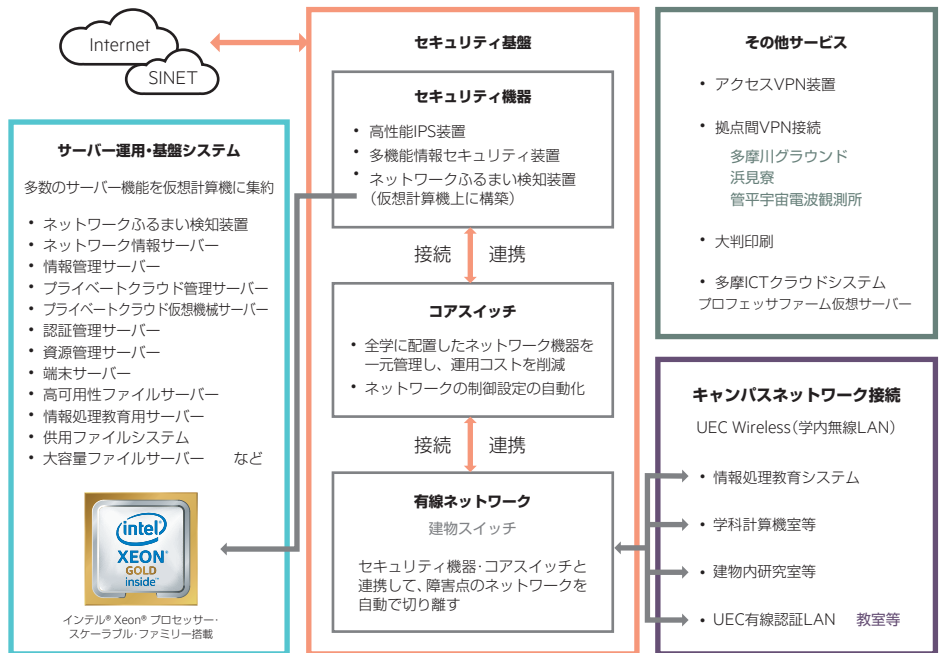 Internet
SINET
サーバー運用・基盤システム
多数のサーバー機能を仮想計算機に集約
• ネットワークふるまい検知装置
• ネットワーク情報サーバー
• 情報管理サーバー
• プライベートクラウド管理サーバー
• プライベートクラウド仮想機械サーバー
• 認証管理サーバー
• 資源管理サーバー
• 端末サーバー
• 高可用性ファイルサーバー
• 情報処理教育用サーバー
• 供用ファイルシステム
• 大容量ファイルサーバー など
intel
XEON®
GOLD
inside™
インテル® Xeon® プロセッサー・
スケーラブル・ファミリー搭載
セキュリティ基盤
セキュリティ機器
• 高性能IPS装置
• 多機能情報セキュリティ装置
• ネットワークふるまい検知装置
（仮想計算機上に構築）
接続 連携
コアスイッチ
• 全学に配置したネットワーク機器を
一元管理し、運用コストを削減
• ネットワークの制御設定の自動化
接続 連携
有線ネットワーク
建物スイッチ
セキュリティ機器・コアスイッチと
連携して、障害点のネットワークを
自動で切り離す
その他サービス
• アクセスVPN装置
• 拠点間VPN接続
多摩川グラウンド
浜見寮
管平宇宙電波観測所
• 大判印刷
• 多摩ICTクラウドシステム
プロフェッサファーム仮想サーバー
キャンパスネットワーク接続
UEC Wireless（学内無線LAN）
• 情報処理教育システム
• 学科計算機室等
• 建物内研究室等
• UEC有線認証LAN 教室等